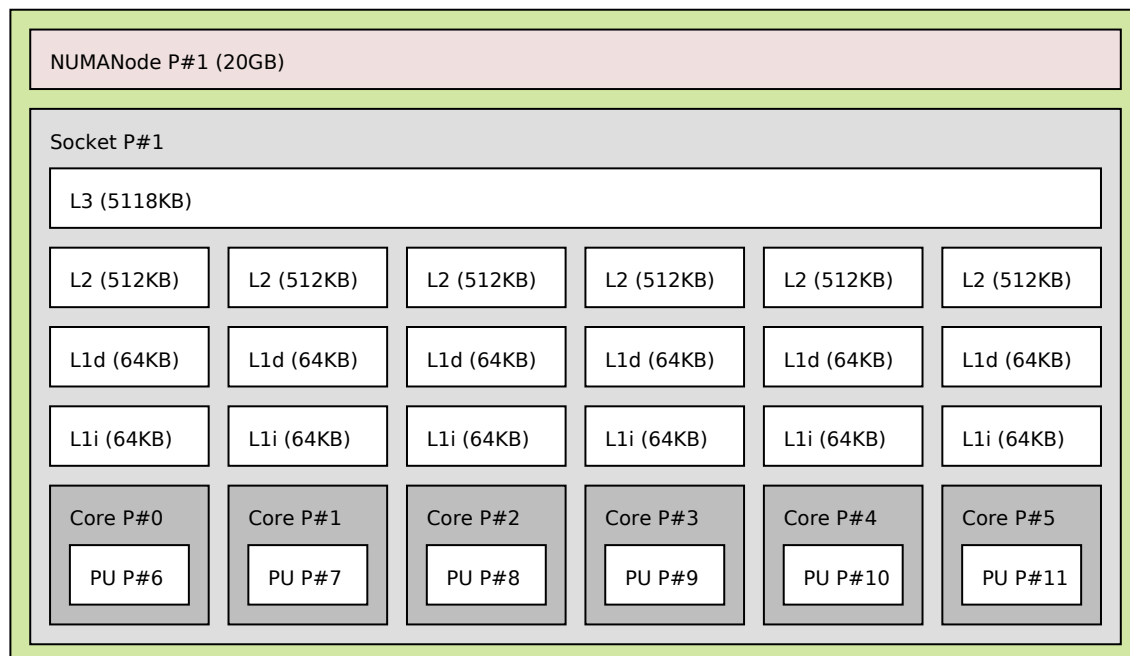 NUMANode P#1 (20GB)
Socket P#1
L3 (5118KB)
L2 (512KB) L2 (512KB) L2 (512KB) L2 (512KB) L2 (512KB) L2 (512KB)
L1d (64KB) L1d (64KB) L1d (64KB) L1d (64KB) L1d (64KB) L1d (64KB)
L1i (64KB) L1i (64KB) L1i (64KB) L1i (64KB) L1i (64KB) L1i (64KB)
Core P#0 Core P#1 Core P#2 Core P#3 Core P#4 Core P#5
PU P#6 PU P#7 PU P#8 PU P#9 PU P#10 PU P#11